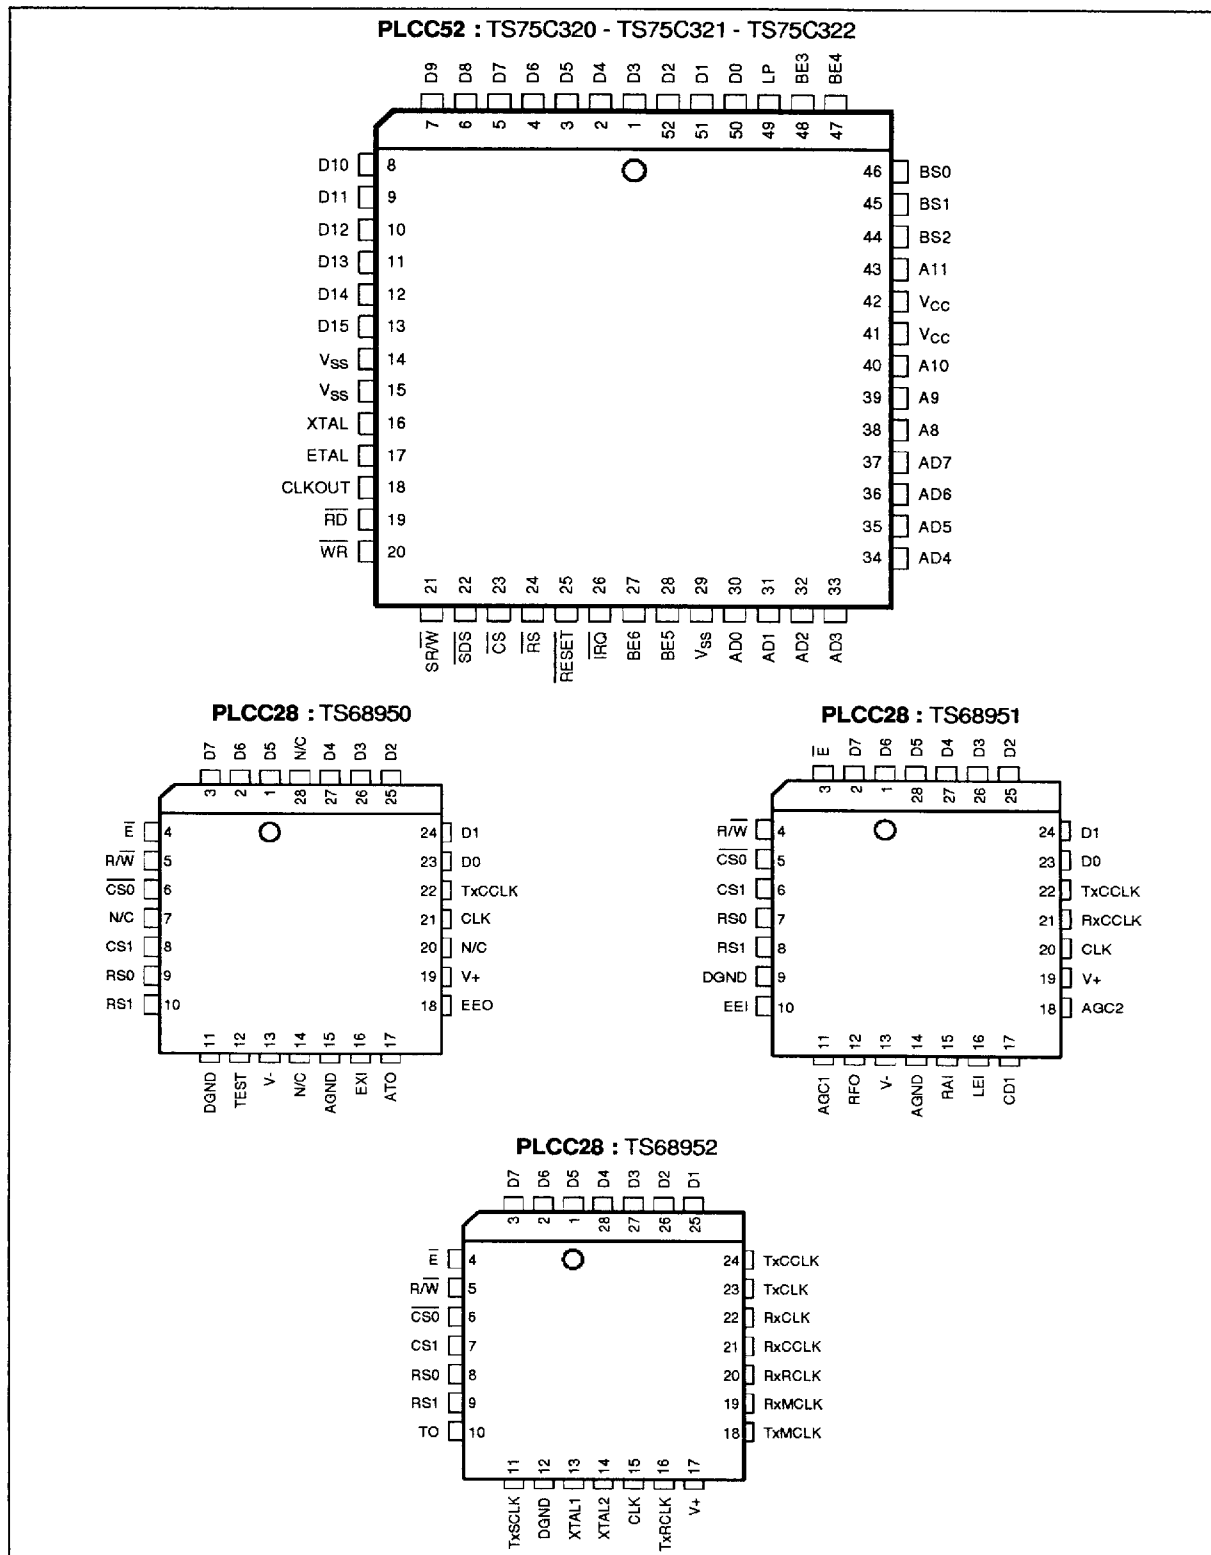 PLCC52 : TS75C320 - TS75C321 - TS75C322
D9 D8 D7 D6 D5 D4 D3 D2 D1 D0 LP BE3 BE4
7 6 5 4 3 2 1 52 51 50 49 48 47
D10 8 46 BS0
D11 9 45 BS1
D12 10 44 BS2
D13 11 43 A11
D14 12 42 VCC
D15 13 41 VCC
VSS 14 40 A10
VSS 15 39 A9
XTAL 16 38 A8
ETAL 17 37 AD7
CLKOUT 18 36 AD6
R̅D̅ 19 35 AD5
W̅R̅ 20 34 AD4
21 22 23 24 25 26 27 28 29 30 31 32 33
SR/W̅ S̅D̅S̅ C̅S̅ R̅S̅ R̅E̅S̅E̅T̅ I̅R̅Q̅ BE6 BE5 VSS AD0 AD1 AD2 AD3
PLCC28 : TS68950
D7 D6 D5 N/C D4 D3 D2
3 2 1 28 27 26 25
E̅ 4 24 D1
R/W̅ 5 23 D0
C̅S̅0̅ 6 22 TxCCLK
N/C 7 21 CLK
CS1 8 20 N/C
RS0 9 19 V+
RS1 10 18 EEO
11 12 13 14 15 16 17
DGND TEST V- N/C AGND EXI ATO
PLCC28 : TS68951
E̅ D7 D6 D5 D4 D3 D2
3 2 1 28 27 26 25
R/W̅ 4 24 D1
C̅S̅0̅ 5 23 D0
CS1 6 22 TxCCLK
RS0 7 21 RxCCLK
RS1 8 20 CLK
DGND 9 19 V+
EEI 10 18 AGC2
11 12 13 14 15 16 17
AGC1 RFO V- AGND RAI LEI CD1
PLCC28 : TS68952
D7 D6 D5 D4 D3 D2 D1
3 2 1 28 27 26 25
E̅ 4 24 TxCCLK
R/W̅ 5 23 TxCLK
C̅S̅0̅ 6 22 RxCLK
CS1 7 21 RxCCLK
RS0 8 20 RxRCLK
RS1 9 19 RxMCLK
TO 10 18 TxMCLK
11 12 13 14 15 16 17
TxSCLK DGND XTAL1 XTAL2 CLK TxRCLK V+